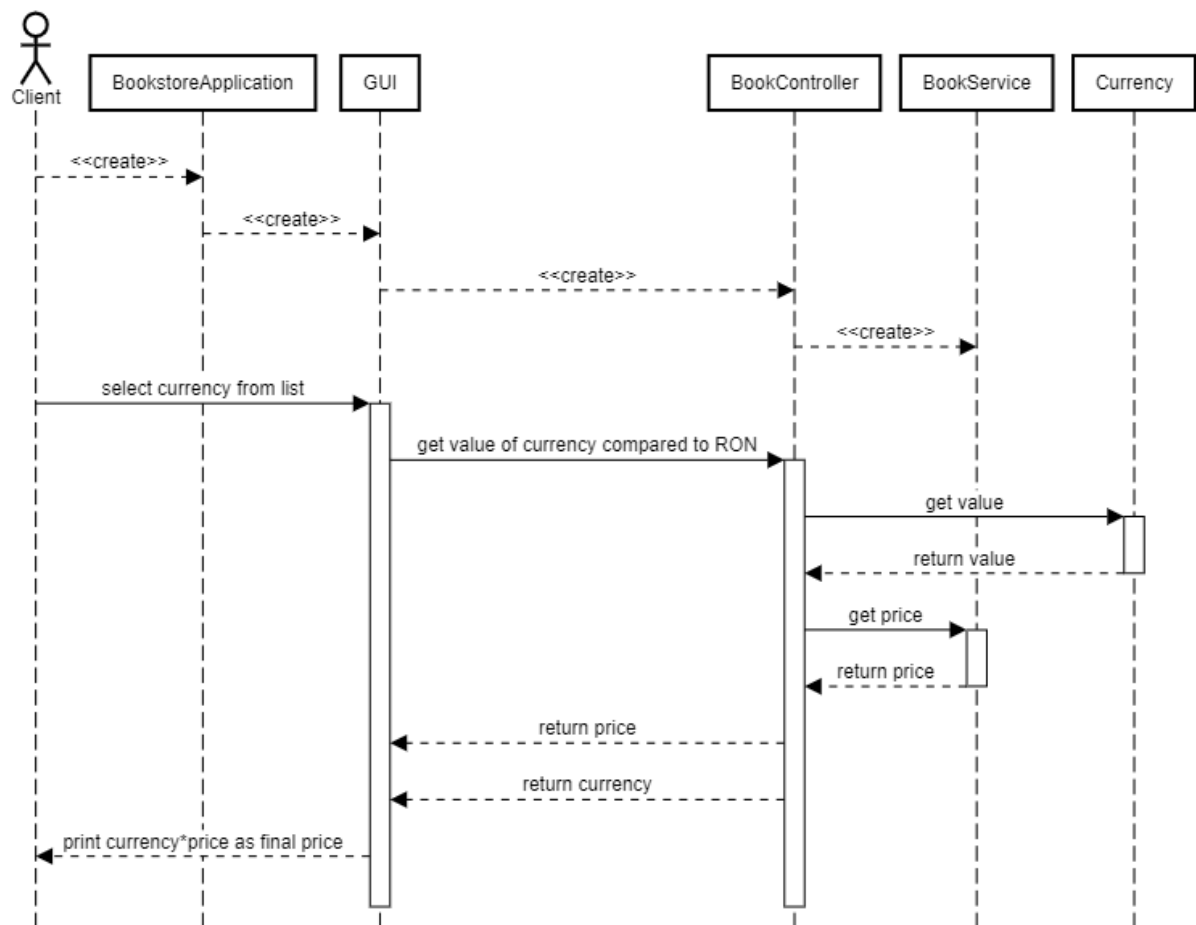 BookstoreApplication
GUI
BookController
BookService
Currency
Client
<<create>>
<<create>>
<<create>>
<<create>>
select currency from list
get value of currency compared to RON
get value
return value
get price
return price
return price
return currency
print currency*price as final price